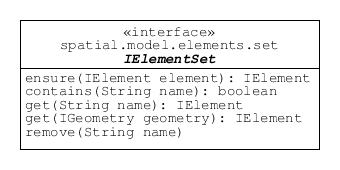 «interface»
spatial.model.elements.set
IElementSet
ensure(IElement element): IElement
contains(String name): boolean
get(String name): IElement
get(IGeometry geometry): IElement
remove(String name)